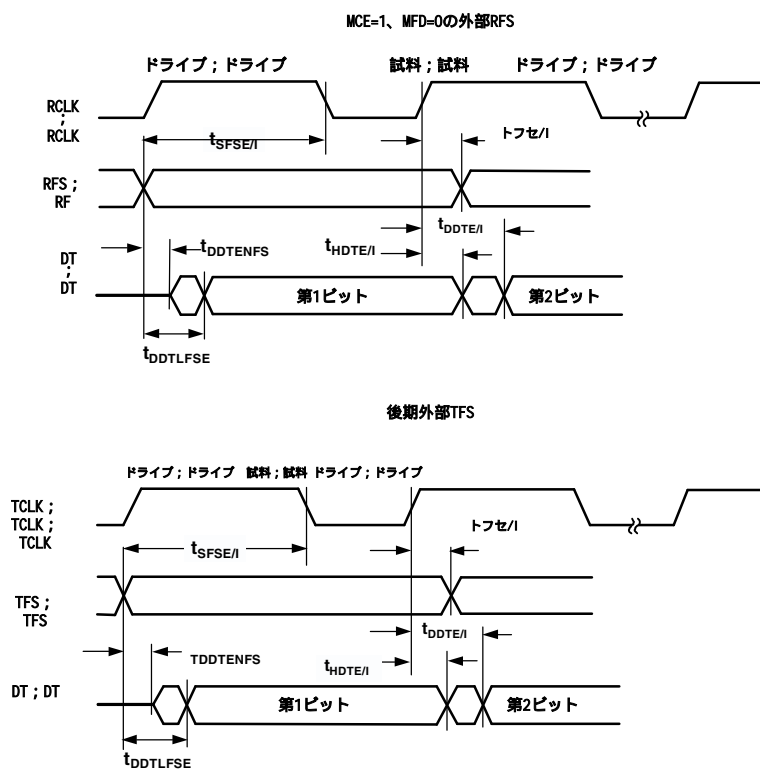 MCE=1、MFD=0の外部RFS
ドライブ;ドライブ
試料;試料
ドライブ;ドライブ
RCLK
;
RCLK
tSFSE/I
トフセ/I
RFS;
RF
tDDTE/I
tHDTE/I
tDDTENFS
DT
;
DT
第1ビット
第2ビット
tDDTLFSE
後期外部TFS
ドライブ;ドライブ 試料;試料 ドライブ;ドライブ
TCLK;
TCLK;
TCLK
tSFSE/I
トフセ/I
TFS;
TFS
tDDTE/I
TDDTENFS
tHDTE/I
DT;DT
第1ビット
第2ビット
tDDTLFSE